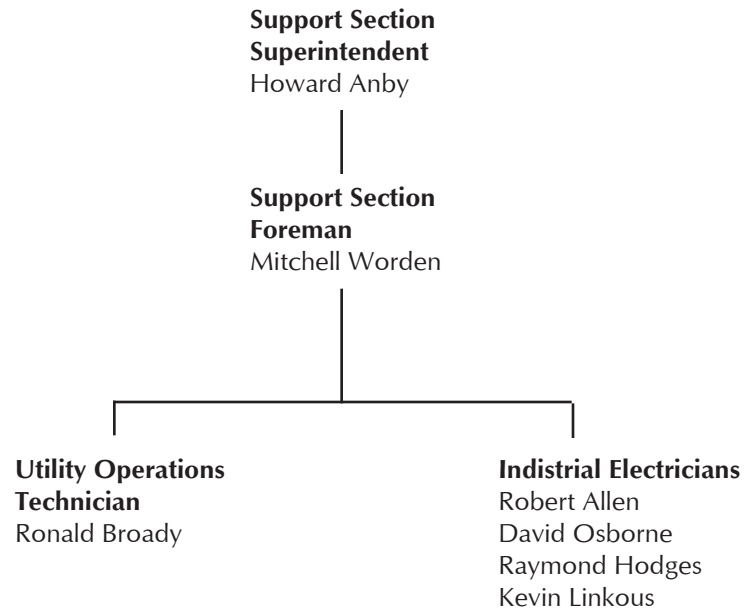 Support Section
Superintendent
Howard Anby
Support Section
Foreman
Mitchell Worden
Utility Operations
Technician
Ronald Broady
Indistrial Electricians
Robert Allen
David Osborne
Raymond Hodges
Kevin Linkous